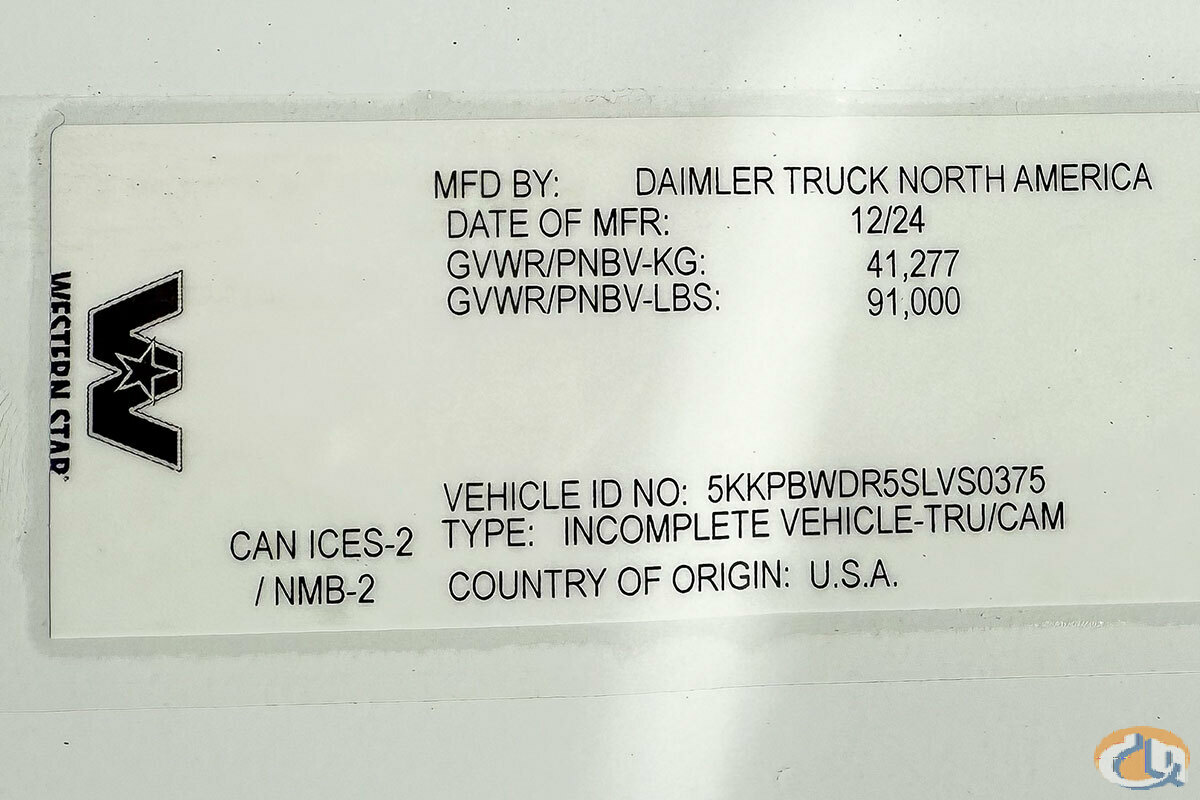 MFD BY: DAIMLER TRUCK NORTH AMERICA
DATE OF MFR: 12/24
GVWR/PNBV-KG: 41,277
GVWR/PNBV-LBS: 91,000
WESTERN STAR
VEHICLE ID NO: 5KKPBWDR5SLVS0375
TYPE: INCOMPLETE VEHICLE-TRU/CAM
COUNTRY OF ORIGIN: U.S.A.
CAN ICES-2
/ NMB-2